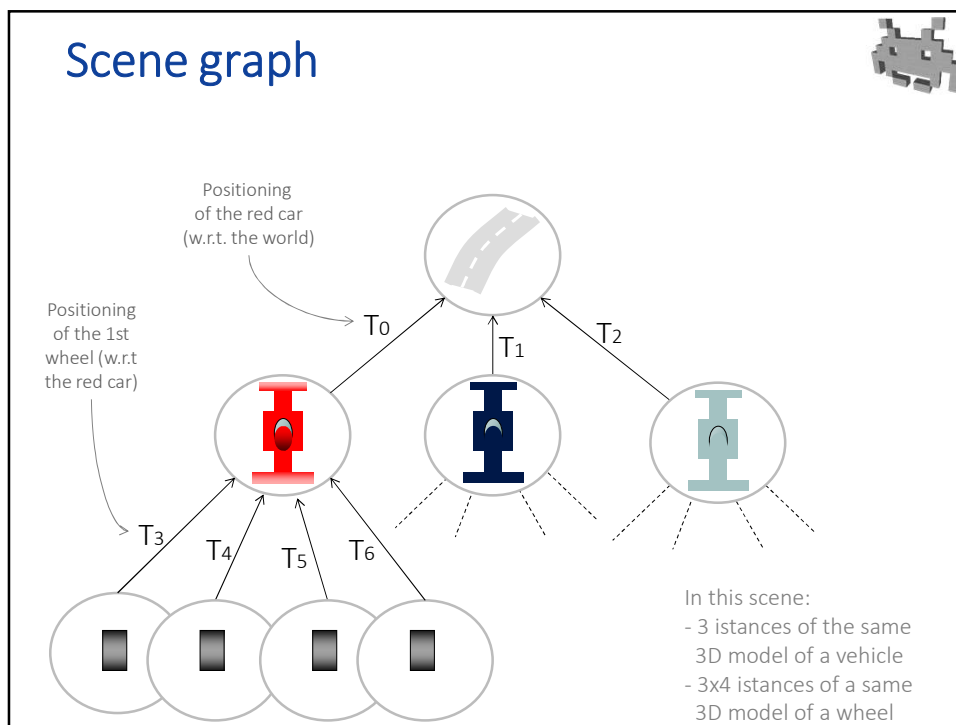 Scene graph
Positioning
of the red car
(w.r.t. the world)
Positioning
of the 1st
wheel (w.r.t
the red car)
T0
T1
T2
T3
T4
T5
T6
In this scene:
- 3 istances of the same
3D model of a vehicle
- 3x4 istances of a same
3D model of a wheel